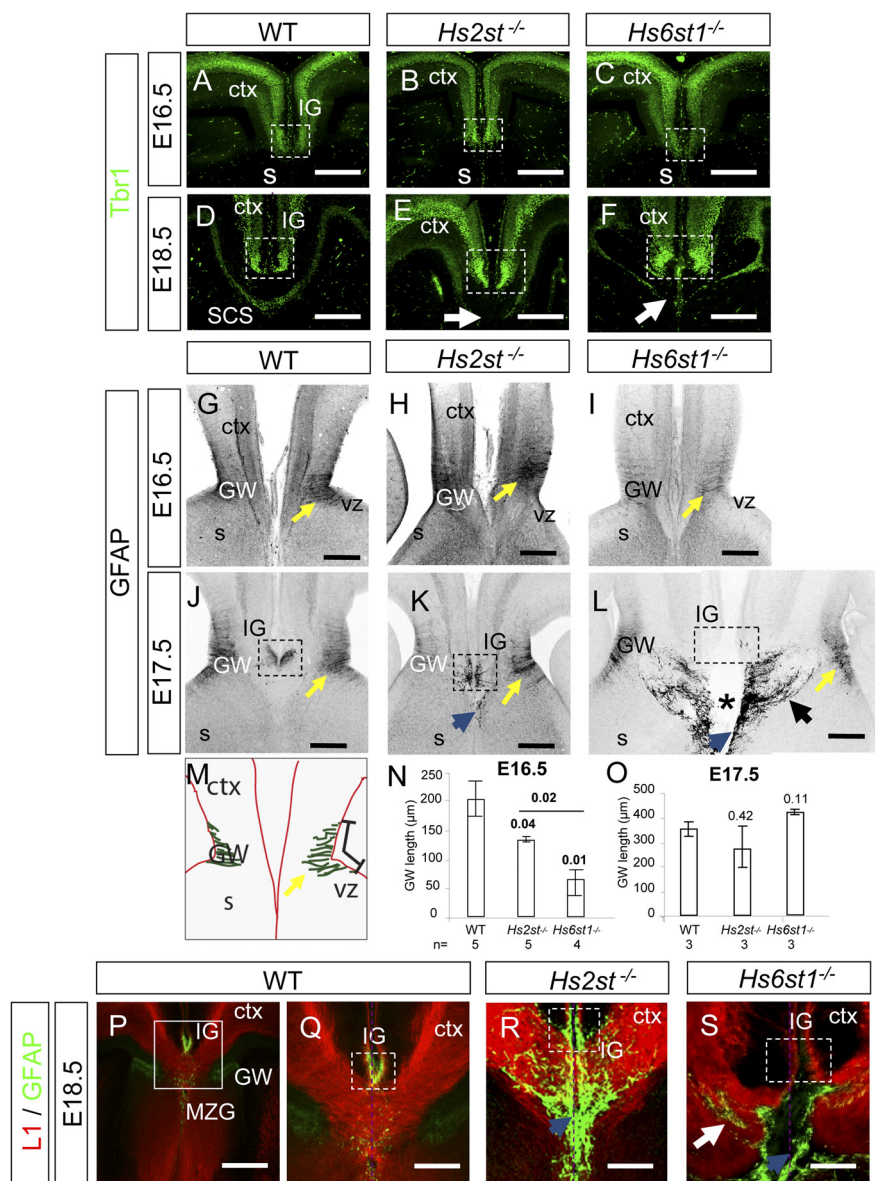 WT Hs2st -/- Hs6st1 -/-
Tbr1
E16.5
A ctx IG S
B S
C ctx S
E18.5
D ctx IG SCS
E ctx
F ctx
WT Hs2st -/- Hs6st1 -/-
GFAP
E16.5
G ctx GW vz s
H ctx GW vz s
I ctx GW vz s
E17.5
J IG GW s
K IG GW s
L IG GW * s
M ctx GW s vz
N E16.5
GW length (µm)
250
200
150
100
50
0
0.02
0.04
0.01
WT Hs2st-/- Hs6st1-/-
n= 5 5 4
O E17.5
GW length (µm)
500
400
300
200
100
0
0.42
0.11
WT Hs2st-/- Hs6st1-/-
3 3 3
WT Hs2st -/- Hs6st1 -/-
L1 / GFAP
E18.5
P IG ctx GW MZG
Q IG ctx
R IG ctx
S IG ctx